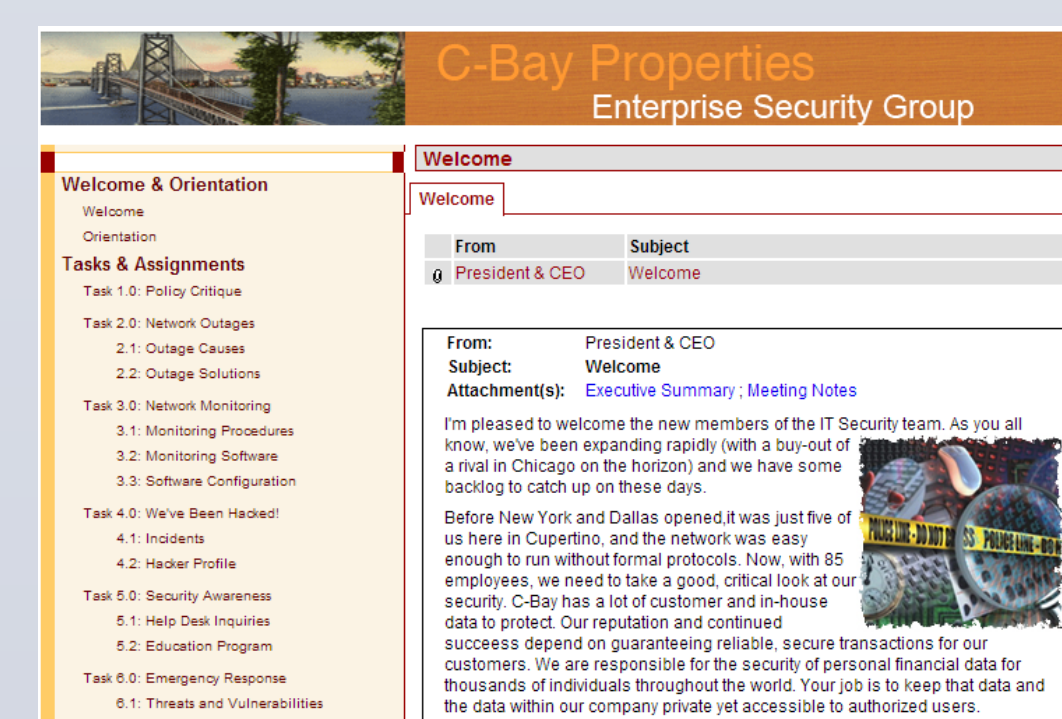 C-Bay Properties
Enterprise Security Group
Welcome & Orientation
Welcome
Orientation
Tasks & Assignments
Task 1.0: Policy Critique
Task 2.0: Network Outages
2.1: Outage Causes
2.2: Outage Solutions
Task 3.0: Network Monitoring
3.1: Monitoring Procedures
3.2: Monitoring Software
3.3: Software Configuration
Task 4.0: We've Been Hacked!
4.1: Incidents
4.2: Hacker Profile
Task 5.0: Security Awareness
5.1: Help Desk Inquiries
5.2: Education Program
Task 6.0: Emergency Response
6.1: Threats and Vulnerabilities
Welcome
Welcome
From Subject
President & CEO Welcome
From: President & CEO
Subject: Welcome
Attachment(s): Executive Summary ; Meeting Notes
I'm pleased to welcome the new members of the IT Security team. As you all
know, we've been expanding rapidly (with a buy-out of
a rival in Chicago on the horizon) and we have some
backlog to catch up on these days.
Before New York and Dallas opened,it was just five of
us here in Cupertino, and the network was easy
enough to run without formal protocols. Now, with 85
employees, we need to take a good, critical look at our
security. C-Bay has a lot of customer and in-house
data to protect. Our reputation and continued
succeess depend on guaranteeing reliable, secure transactions for our
customers. We are responsible for the security of personal financial data for
thousands of individuals throughout the world. Your job is to keep that data and
the data within our company private yet accessible to authorized users.
POLICE LINE - DO NOT
POLICE LINE